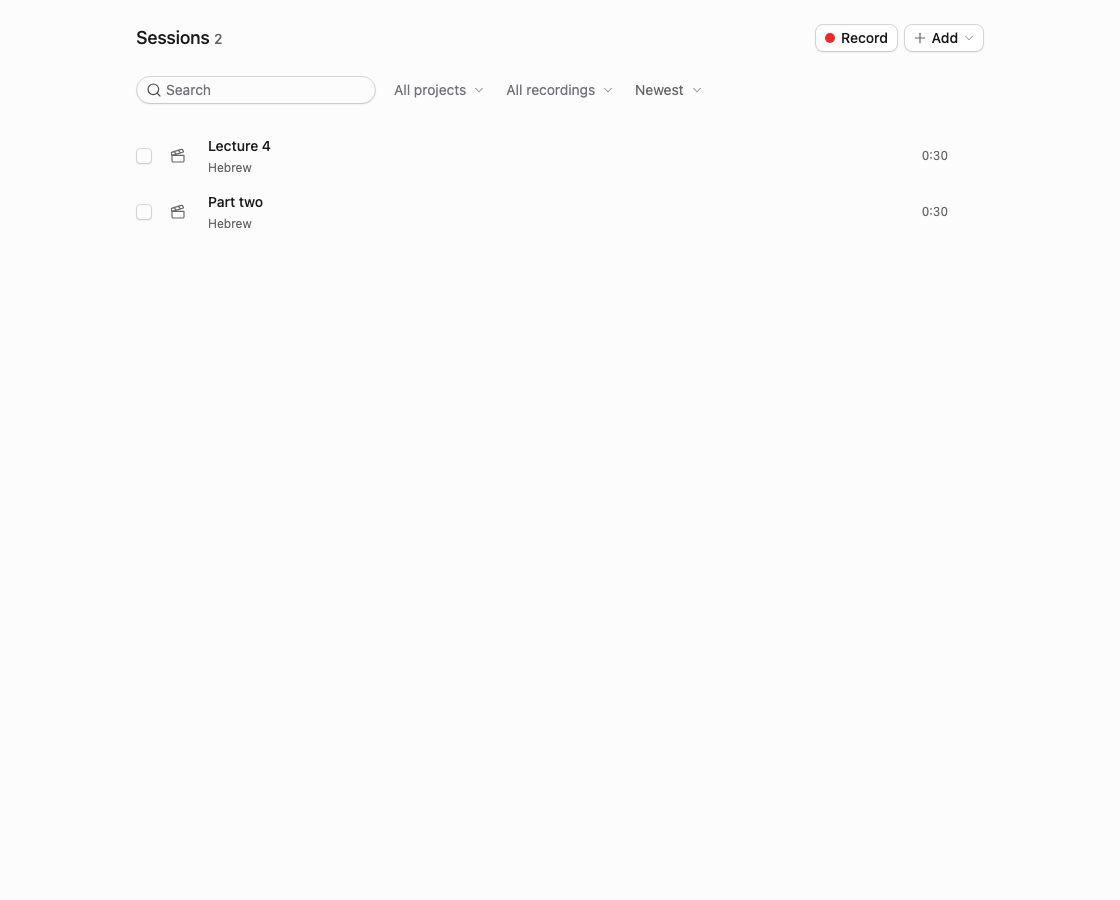 Sessions 2
Record
Add
Search
All projects
All recordings
Newest
Lecture 4
Hebrew
0:30
Part two
Hebrew
0:30